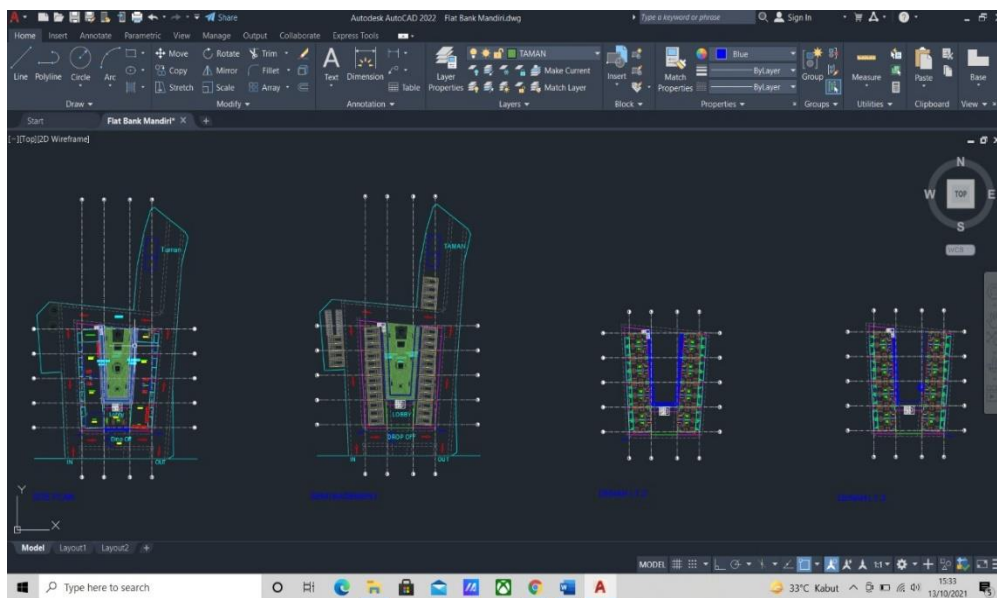 Share
Autodesk AutoCAD 2022 Flat Bank Mandiri.dwg
Type a keyword or phrase
Sign In
Home Insert Annotate Parametric View Manage Output Collaborate Express Tools
Line Polyline Circle Arc
Move Rotate Trim
Copy Mirror Fillet
Stretch Scale Array
Text Dimension
Table
Layer Properties
TAMAN
Make Current
Match Layer
Insert
Match Properties
Blue
ByLayer
ByLayer
Group
Measure
Paste
Base
Draw Modify Annotation Layers Block Properties Groups Utilities Clipboard View
Start Flat Bank Mandiri* +
[-][Top][2D Wireframe]
N
W TOP E
S
WCS
Taman
TAMAN
LOBBY
DROP OFF
IN OUT
IN OUT
Y
X
Model Layout1 Layout2 +
MODEL
1:1
Type here to search
33°C Kabut
15:33
13/10/2021